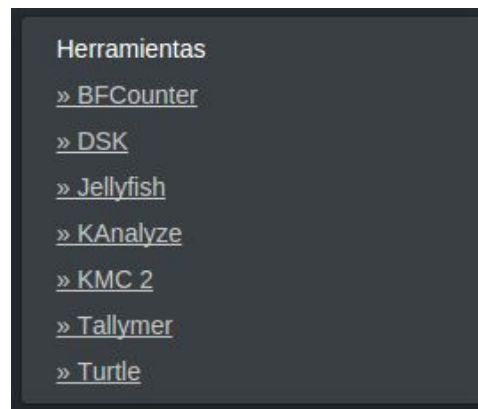 Herramientas
» BFCounter
» DSK
» Jellyfish
» KAnalyze
» KMC 2
» Tallymer
» Turtle